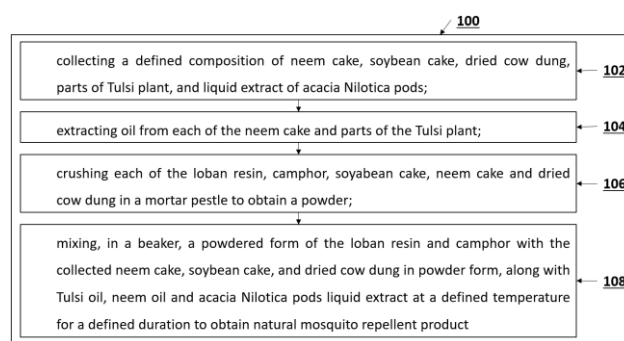 100
collecting a defined composition of neem cake, soybean cake, dried cow dung,
parts of Tulsi plant, and liquid extract of acacia Nilotica pods;
102
extracting oil from each of the neem cake and parts of the Tulsi plant;
104
crushing each of the loban resin, camphor, soyabean cake, neem cake and dried
cow dung in a mortar pestle to obtain a powder;
106
mixing, in a beaker, a powdered form of the loban resin and camphor with the
collected neem cake, soybean cake, and dried cow dung in powder form, along with
Tulsi oil, neem oil and acacia Nilotica pods liquid extract at a defined temperature
for a defined duration to obtain natural mosquito repellent product
108